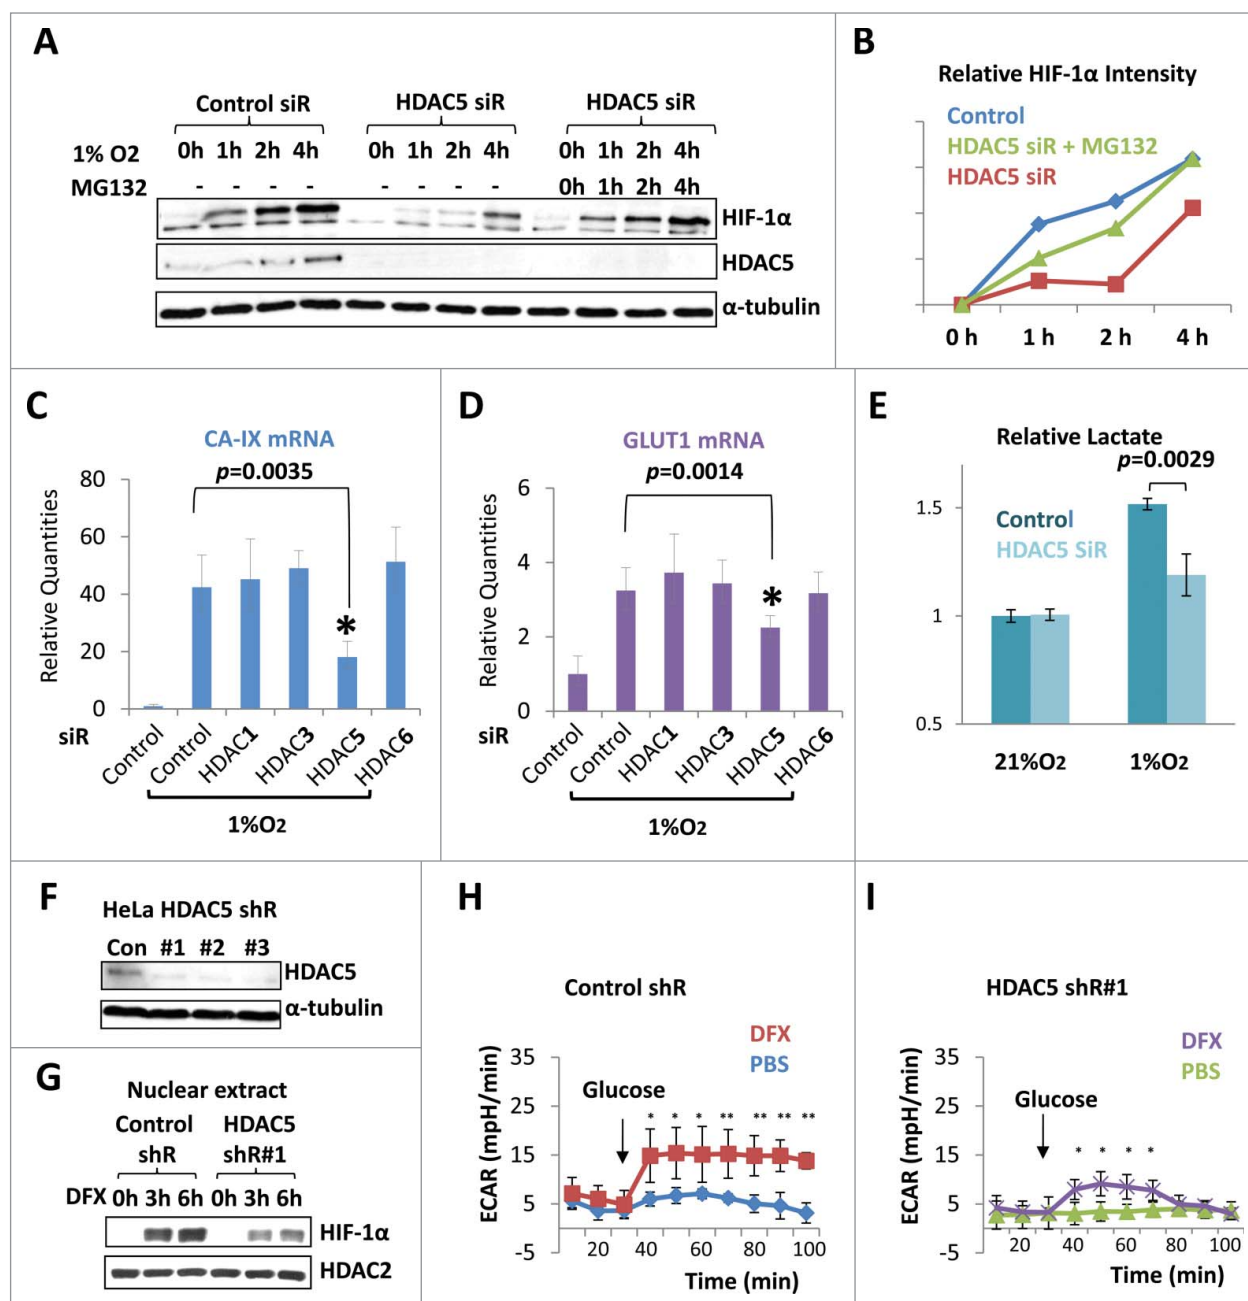 A
Control siR HDAC5 siR HDAC5 siR
1% O2 0h 1h 2h 4h 0h 1h 2h 4h 0h 1h 2h 4h
MG132 - - - - - - - - 0h 1h 2h 4h
HIF-1α
HDAC5
α-tubulin
B
Relative HIF-1α Intensity
Control
HDAC5 siR + MG132
HDAC5 siR
0 h 1 h 2 h 4 h
C
CA-IX mRNA
p=0.0035
Relative Quantities
80
60
40
20
0
*
siR
Control Control HDAC1 HDAC3 HDAC5 HDAC6
1%O2
D
GLUT1 mRNA
p=0.0014
Relative Quantities
6
4
2
0
*
siR
Control Control HDAC1 HDAC3 HDAC5 HDAC6
1%O2
E
Relative Lactate
p=0.0029
Control
HDAC5 SiR
1.5
1
0.5
21%O2 1%O2
F
HeLa HDAC5 shR
Con #1 #2 #3
HDAC5
α-tubulin
G
Nuclear extract
Control HDAC5
shR shR#1
DFX 0h 3h 6h 0h 3h 6h
HIF-1α
HDAC2
H
Control shR
DFX
PBS
ECAR (mpH/min)
35
25
15
5
-5
Glucose
* * * ** ** ** **
20 40 60 80 100
Time (min)
I
HDAC5 shR#1
DFX
PBS
ECAR (mpH/min)
35
25
15
5
-5
Glucose
* * * *
20 40 60 80 100
Time (min)